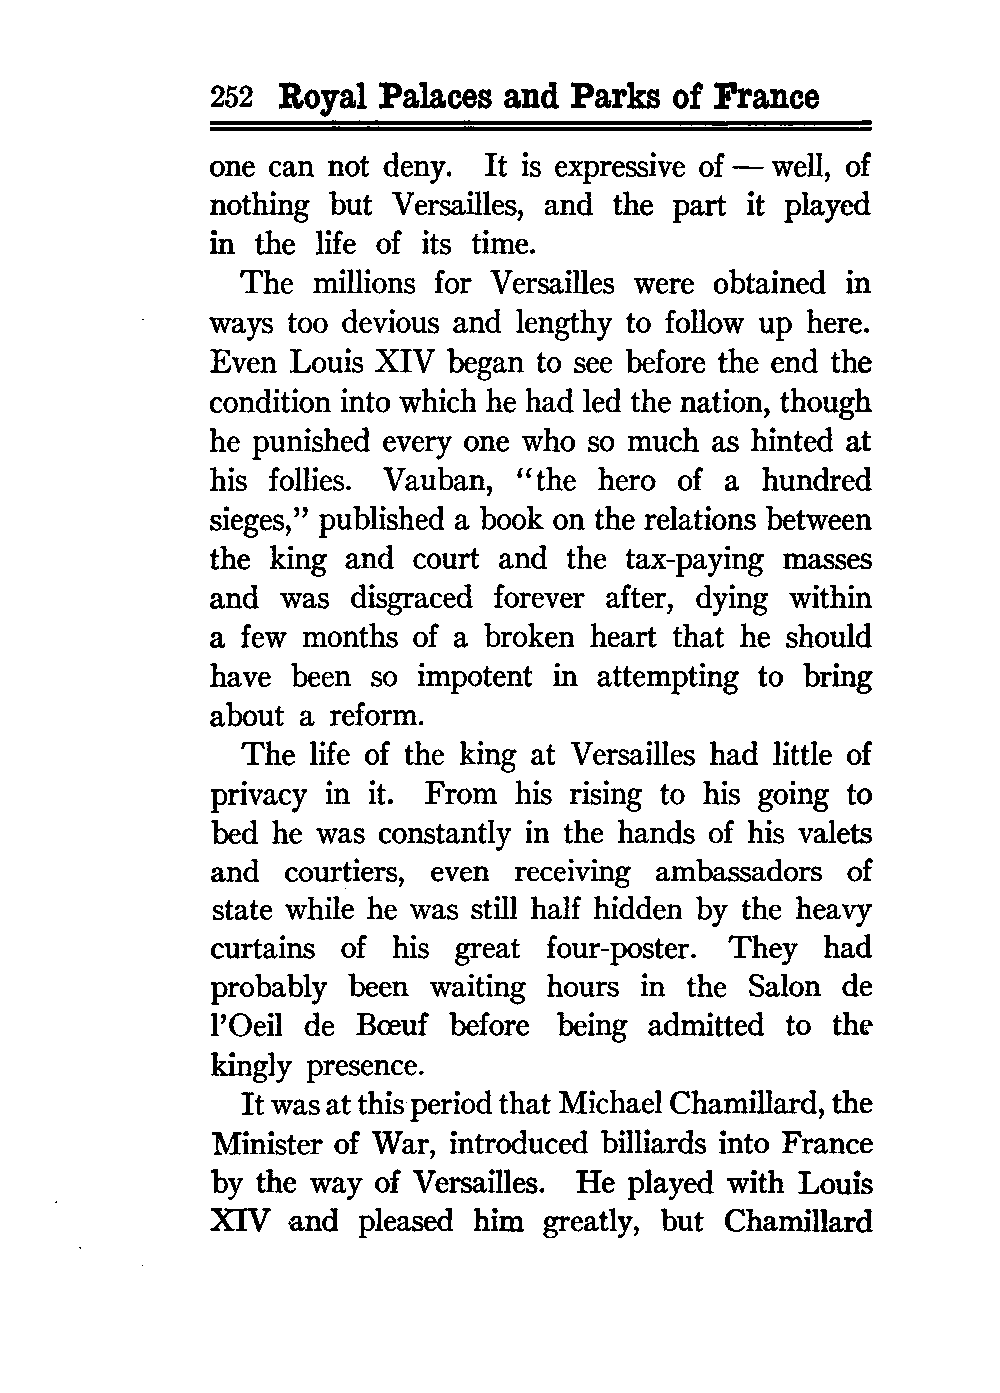 252 Royal Palaces and Parks of France
one can not deny. It is expressive of — well, of
nothing but Versailles, and the part it played
in the life of its time.
The millions for Versailles were obtained in
ways too devious and lengthy to follow up here.
Even Louis XIV began to see before the end the
condition into which he had led the nation, though
he punished every one who so much as hinted at
his follies. Vauban, “the hero of a hundred
sieges,” published a book on the relations between
the king and court and the tax-paying masses
and was disgraced forever after, dying within
a few months of a broken heart that he should
have been so impotent in attempting to bring
about a reform.
The life of the king at Versailles had little of
privacy in it. From his rising to his going to
bed he was constantly in the hands of his valets
and courtiers, even receiving ambassadors of
state while he was still half hidden by the heavy
curtains of his great four-poster. They had
probably been waiting hours in the Salon de
l’Oeil de Bœuf before being admitted to the
kingly presence.
It was at this period that Michael Chamillard, the
Minister of War, introduced billiards into France
by the way of Versailles. He played with Louis
XIV and pleased him greatly, but Chamillard